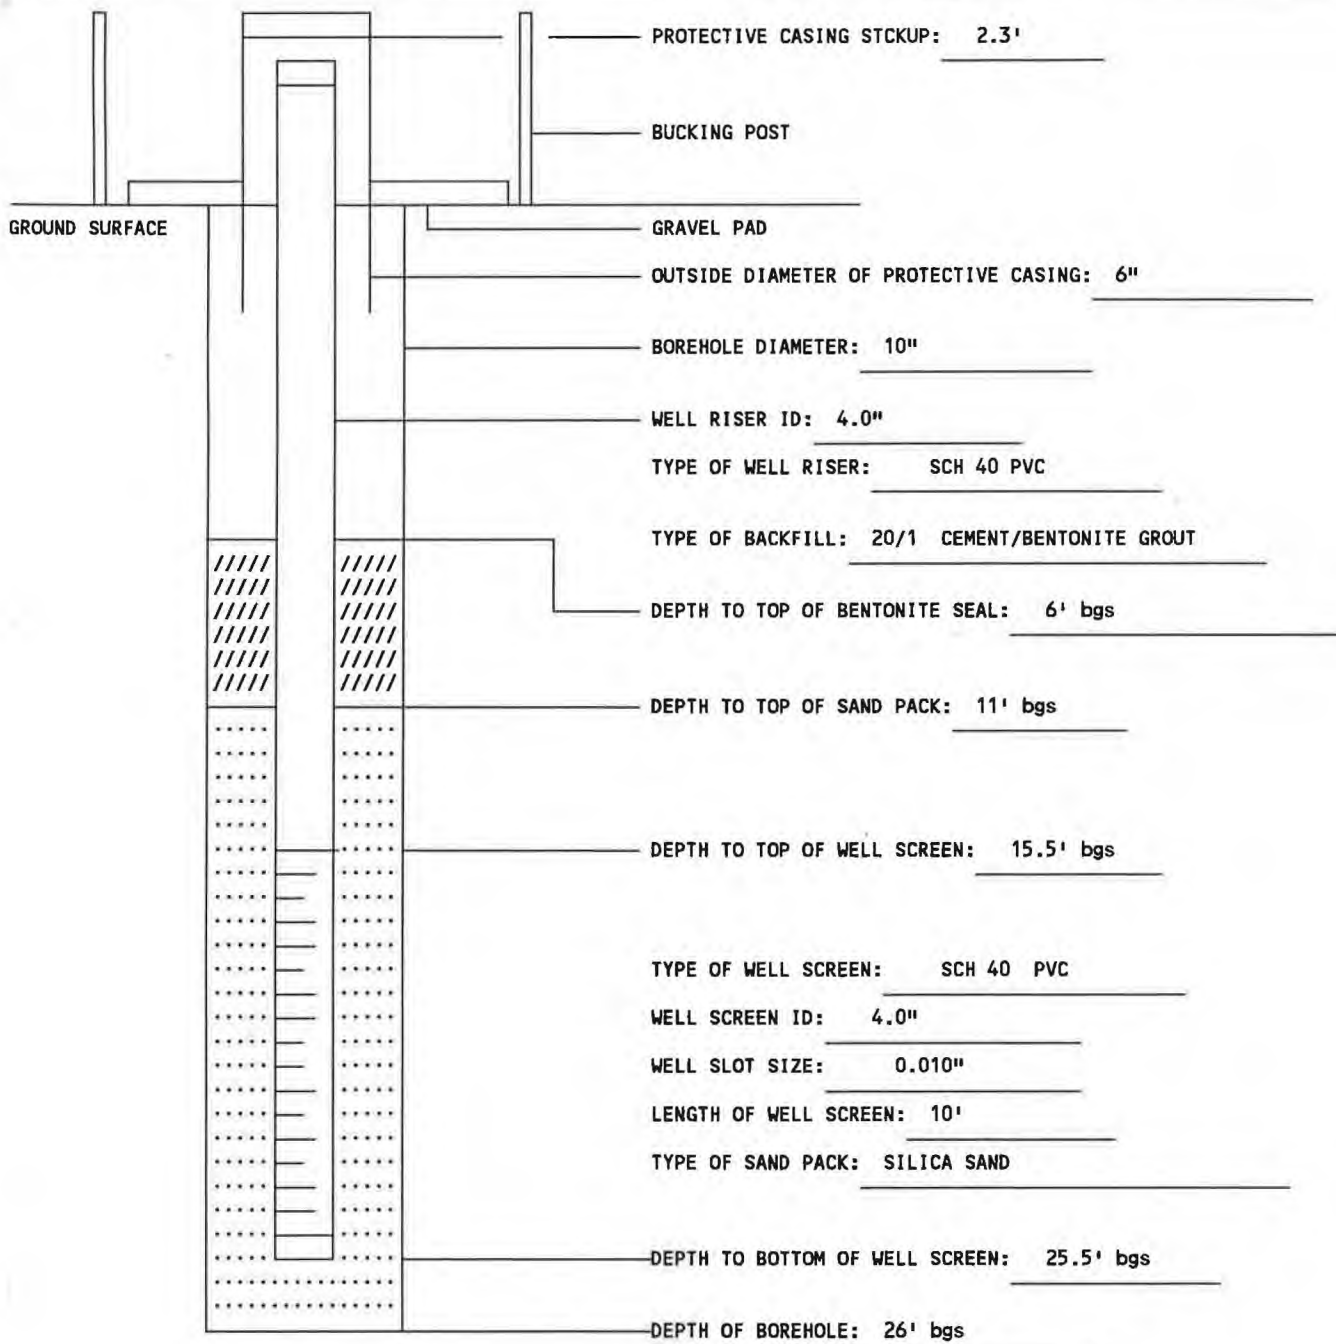 PROTECTIVE CASING STCKUP: 2.3'
BUCKING POST
GROUND SURFACE
GRAVEL PAD
OUTSIDE DIAMETER OF PROTECTIVE CASING: 6"
BOREHOLE DIAMETER: 10"
WELL RISER ID: 4.0"
TYPE OF WELL RISER: SCH 40 PVC
TYPE OF BACKFILL: 20/1 CEMENT/BENTONITE GROUT
DEPTH TO TOP OF BENTONITE SEAL: 6' bgs
DEPTH TO TOP OF SAND PACK: 11' bgs
DEPTH TO TOP OF WELL SCREEN: 15.5' bgs
TYPE OF WELL SCREEN: SCH 40 PVC
WELL SCREEN ID: 4.0"
WELL SLOT SIZE: 0.010"
LENGTH OF WELL SCREEN: 10'
TYPE OF SAND PACK: SILICA SAND
DEPTH TO BOTTOM OF WELL SCREEN: 25.5' bgs
DEPTH OF BOREHOLE: 26' bgs